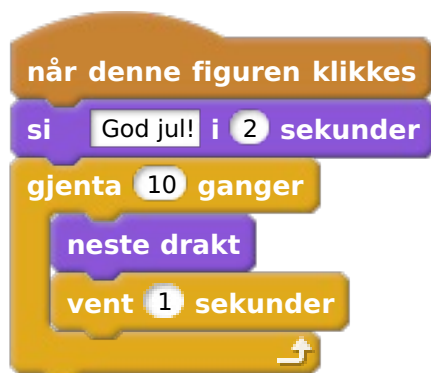 når denne figuren klikkes
si God jul! i 2 sekunder
gjenta 10 ganger
neste drakt
vent 1 sekunder